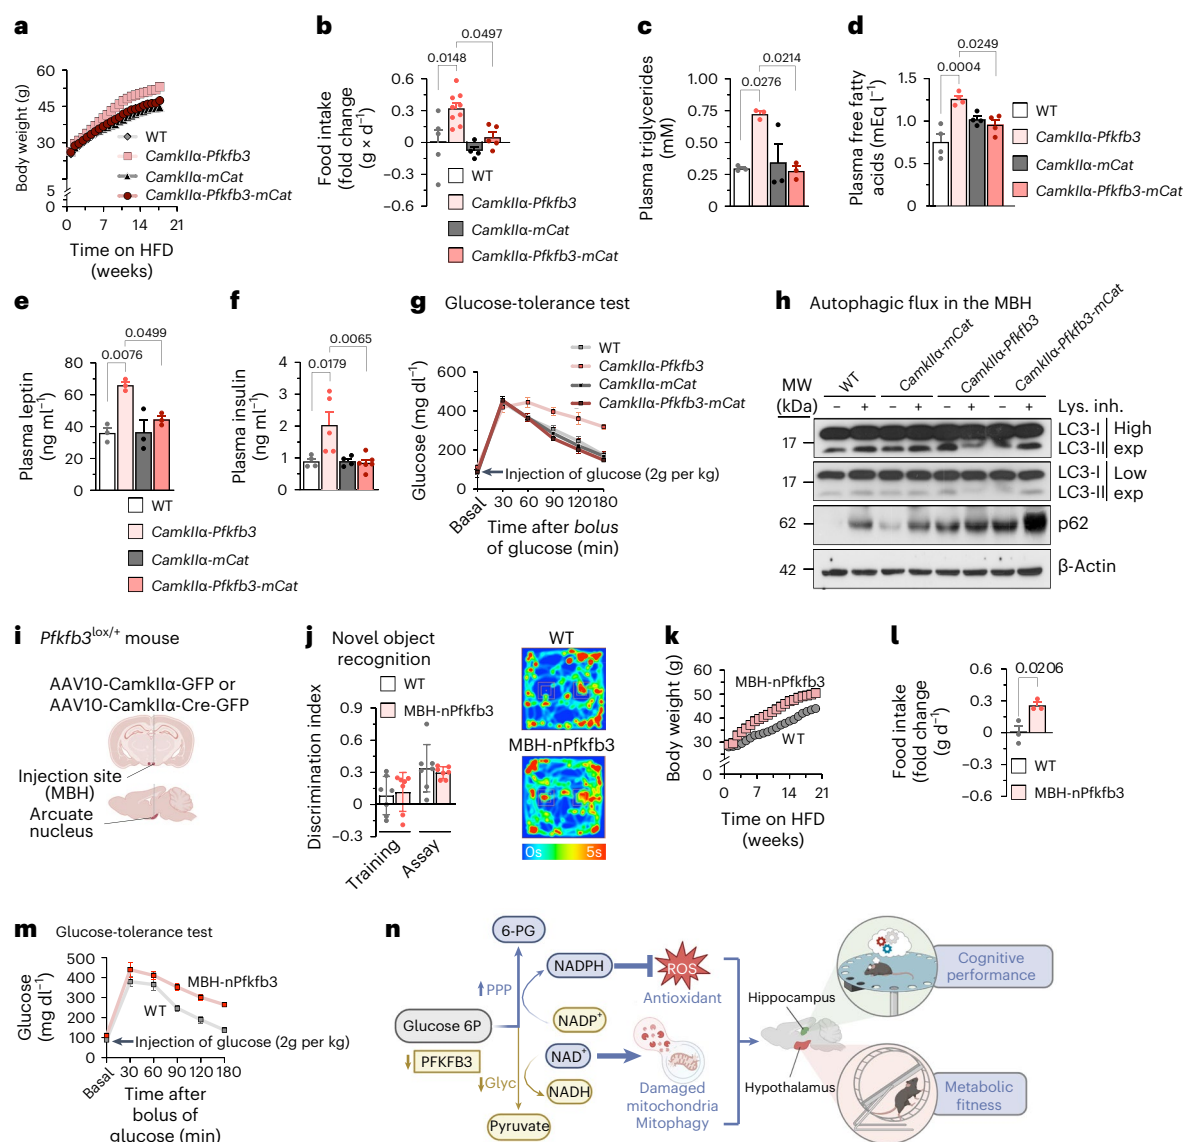 a
Body weight (g)
60
45
30
5
0
0
7
14
21
WT
CamkIIα-Pfkfb3
CamkIIα-mCat
CamkIIα-Pfkfb3-mCat
Time on HFD
(weeks)
b
Food intake
(fold change)
(g × d⁻¹)
0.6
0.3
0
−0.3
−0.6
0.0148
0.0497
WT
CamkIIα-Pfkfb3
CamkIIα-mCat
CamkIIα-Pfkfb3-mCat
c
Plasma triglycerides
(mM)
1.00
0.75
0.50
0.25
0
0.0276
0.0214
d
Plasma free fatty
acids (mEq l⁻¹)
1.5
1.0
0.5
0
0.0004
0.0249
WT
CamkIIα-Pfkfb3
CamkIIα-mCat
CamkIIα-Pfkfb3-mCat
e
Plasma leptin
(ng ml⁻¹)
80
60
40
20
0
0.0076
0.0499
WT
CamkIIα-Pfkfb3
CamkIIα-mCat
CamkIIα-Pfkfb3-mCat
f
Plasma insulin
(ng ml⁻¹)
4
3
2
1
0
0.0179
0.0065
g Glucose-tolerance test
WT
CamkIIα-Pfkfb3
CamkIIα-mCat
CamkIIα-Pfkfb3-mCat
Glucose (mg dl⁻¹)
600
400
200
0
Injection of glucose (2g per kg)
Basal
30 60 90 120 180
Time after bolus
of glucose (min)
h Autophagic flux in the MBH
MW
(kDa)
WT
CamkIIα-mCat
CamkIIα-Pfkfb3
CamkIIα-Pfkfb3-mCat
− + − + − + − + Lys. inh.
17
LC3-I
LC3-II
High
exp
17
LC3-I
LC3-II
Low
exp
62
p62
42
β-Actin
i Pfkfb3lox/+ mouse
AAV10-CamkIIα-GFP or
AAV10-CamkIIα-Cre-GFP
Injection site
(MBH)
Arcuate
nucleus
j Novel object
recognition
WT
MBH-nPfkfb3
Discrimination index
0.9
0.6
0.3
0
−0.3
Training
Assay
WT
MBH-nPfkfb3
0s 5s
k
Body weight (g)
60
50
40
30
0
MBH-nPfkfb3
WT
0 7 14 21
Time on HFD
(weeks)
l
Food intake
(fold change)
(g d⁻¹)
0.6
0.3
0
−0.3
−0.6
0.0206
WT
MBH-nPfkfb3
m Glucose-tolerance test
Glucose
(mg dl⁻¹)
500
400
300
200
100
0
MBH-nPfkfb3
WT
Injection of glucose (2g per kg)
Basal
30 60 90 120 180
Time after
bolus of
glucose (min)
n
6-PG
PPP
NADPH
ROS
Antioxidant
Glucose 6P
NADP⁺
PFKFB3
NAD⁺
Glyc
NADH
Pyruvate
Damaged
mitochondria
Mitophagy
Hippocampus
Hypothalamus
Cognitive
performance
Metabolic
fitness